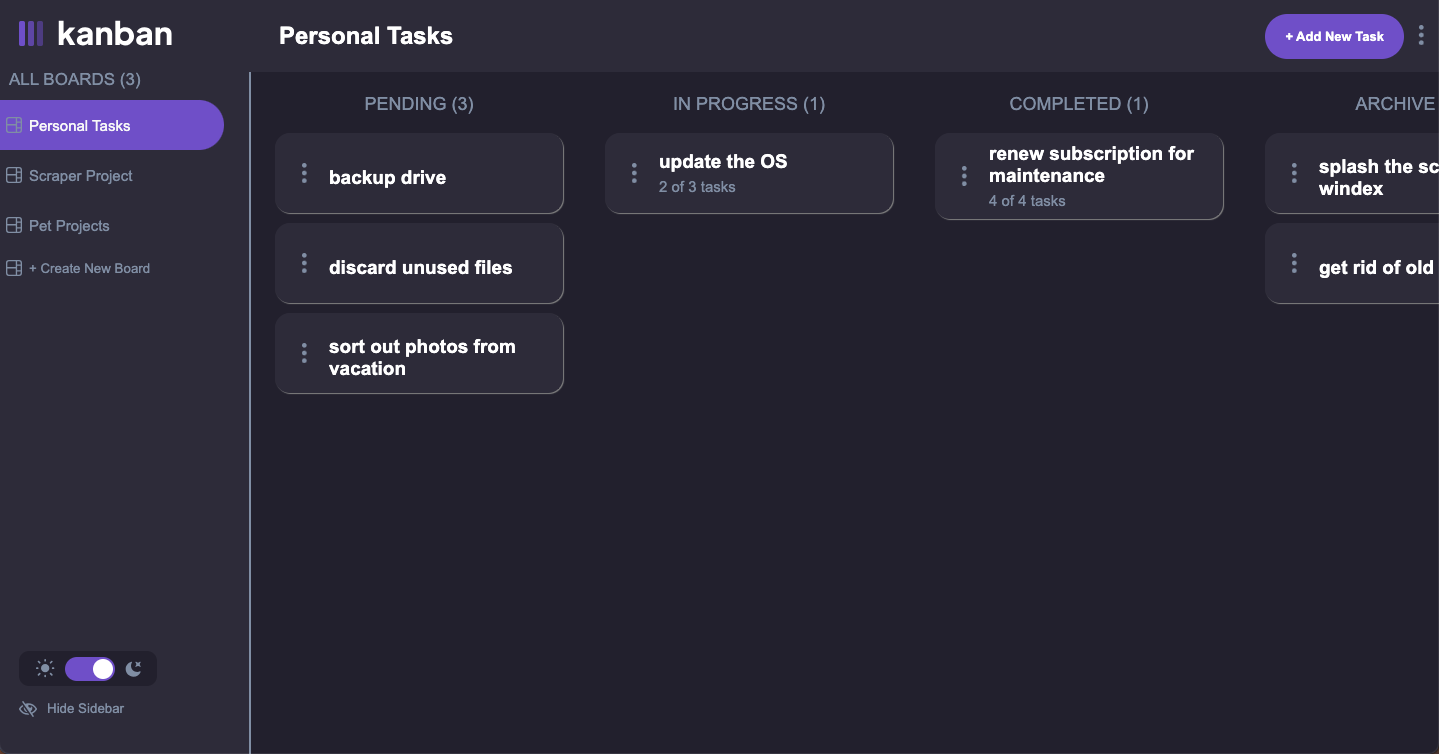 kanban
Personal Tasks
+ Add New Task
ALL BOARDS (3)
Personal Tasks
Scraper Project
Pet Projects
+ Create New Board
Hide Sidebar
PENDING (3)
backup drive
discard unused files
sort out photos from
vacation
IN PROGRESS (1)
update the OS
2 of 3 tasks
COMPLETED (1)
renew subscription for
maintenance
4 of 4 tasks
ARCHIVE
splash the sc
windex
get rid of old